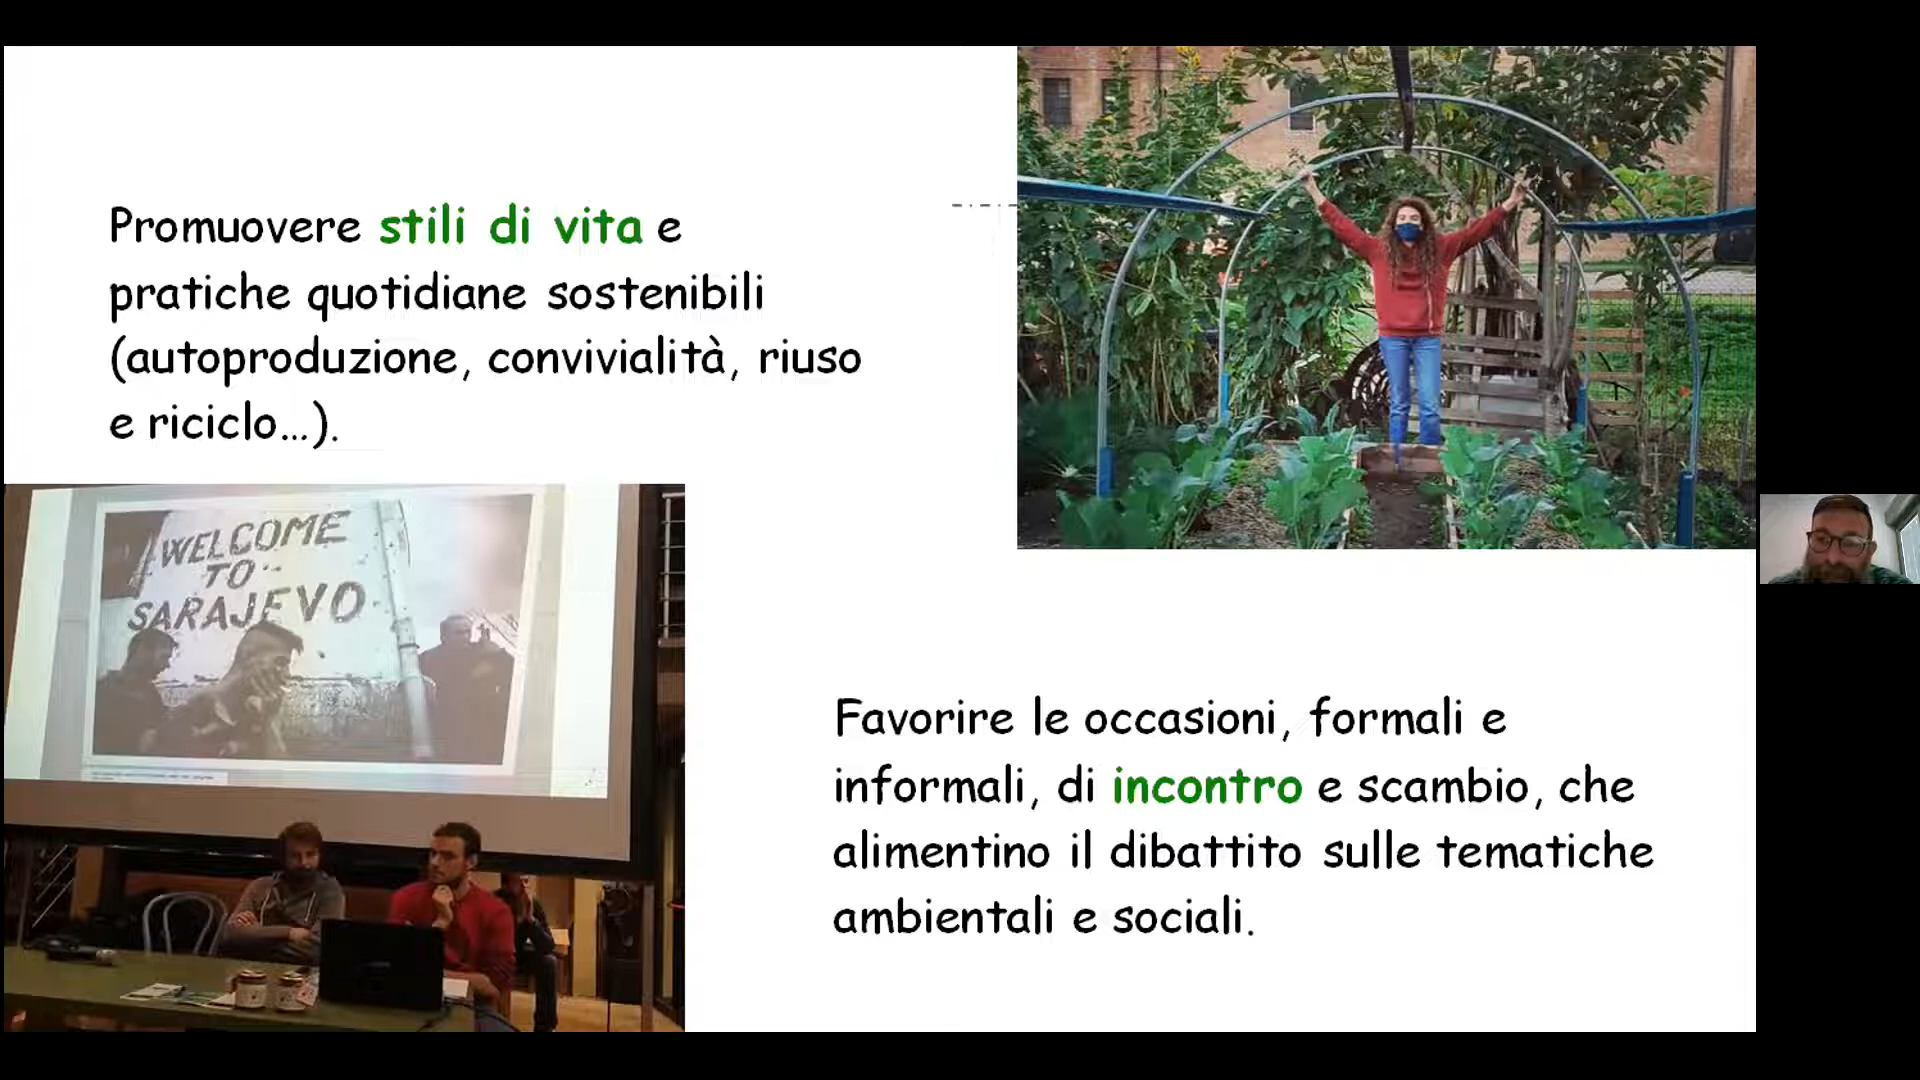 Promuovere stili di vita e
pratiche quotidiane sostenibili
(autoproduzione, convivialità, riuso
e riciclo...).
WELCOME
TO
SARAJEVO
Favorire le occasioni, formali e
informali, di incontro e scambio, che
alimentino il dibattito sulle tematiche
ambientali e sociali.